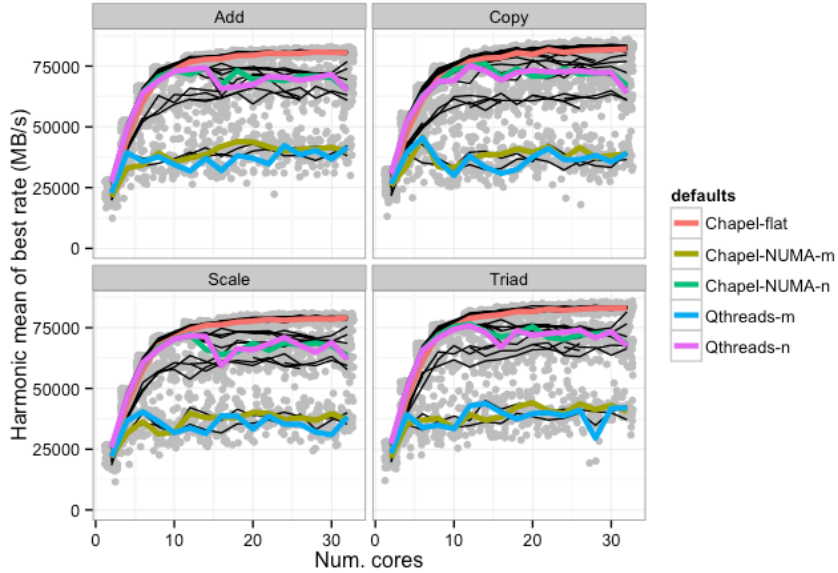 Add
Copy
75000
50000
25000
0
Scale
Triad
75000
50000
25000
0
0
10
20
30
0
10
20
30
Num. cores
Harmonic mean of best rate (MB/s)
defaults
Chapel-flat
Chapel-NUMA-m
Chapel-NUMA-n
Qthreads-m
Qthreads-n